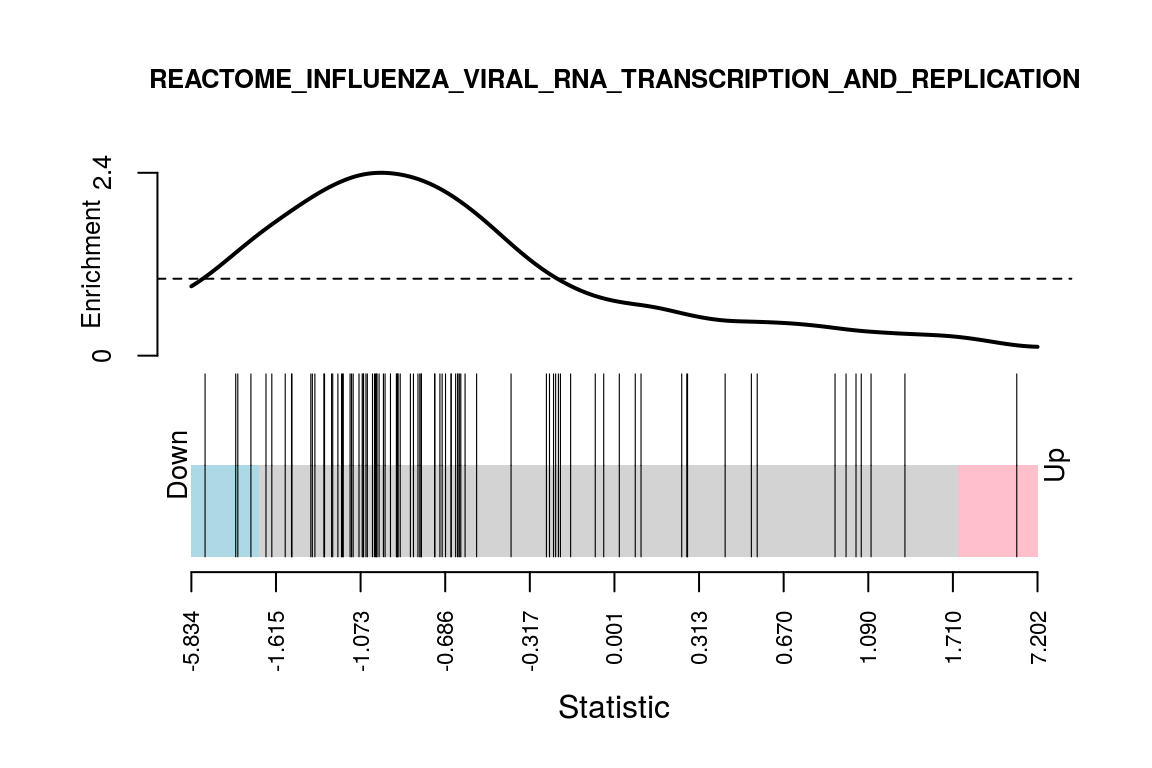 REACTOME_INFLUENZA_VIRAL_RNA_TRANSCRIPTION_AND_REPLICATION
Enrichment
2.4
0
Down
Up
-5.834
-1.615
-1.073
-0.686
-0.317
0.001
0.313
0.670
1.090
1.710
7.202
Statistic